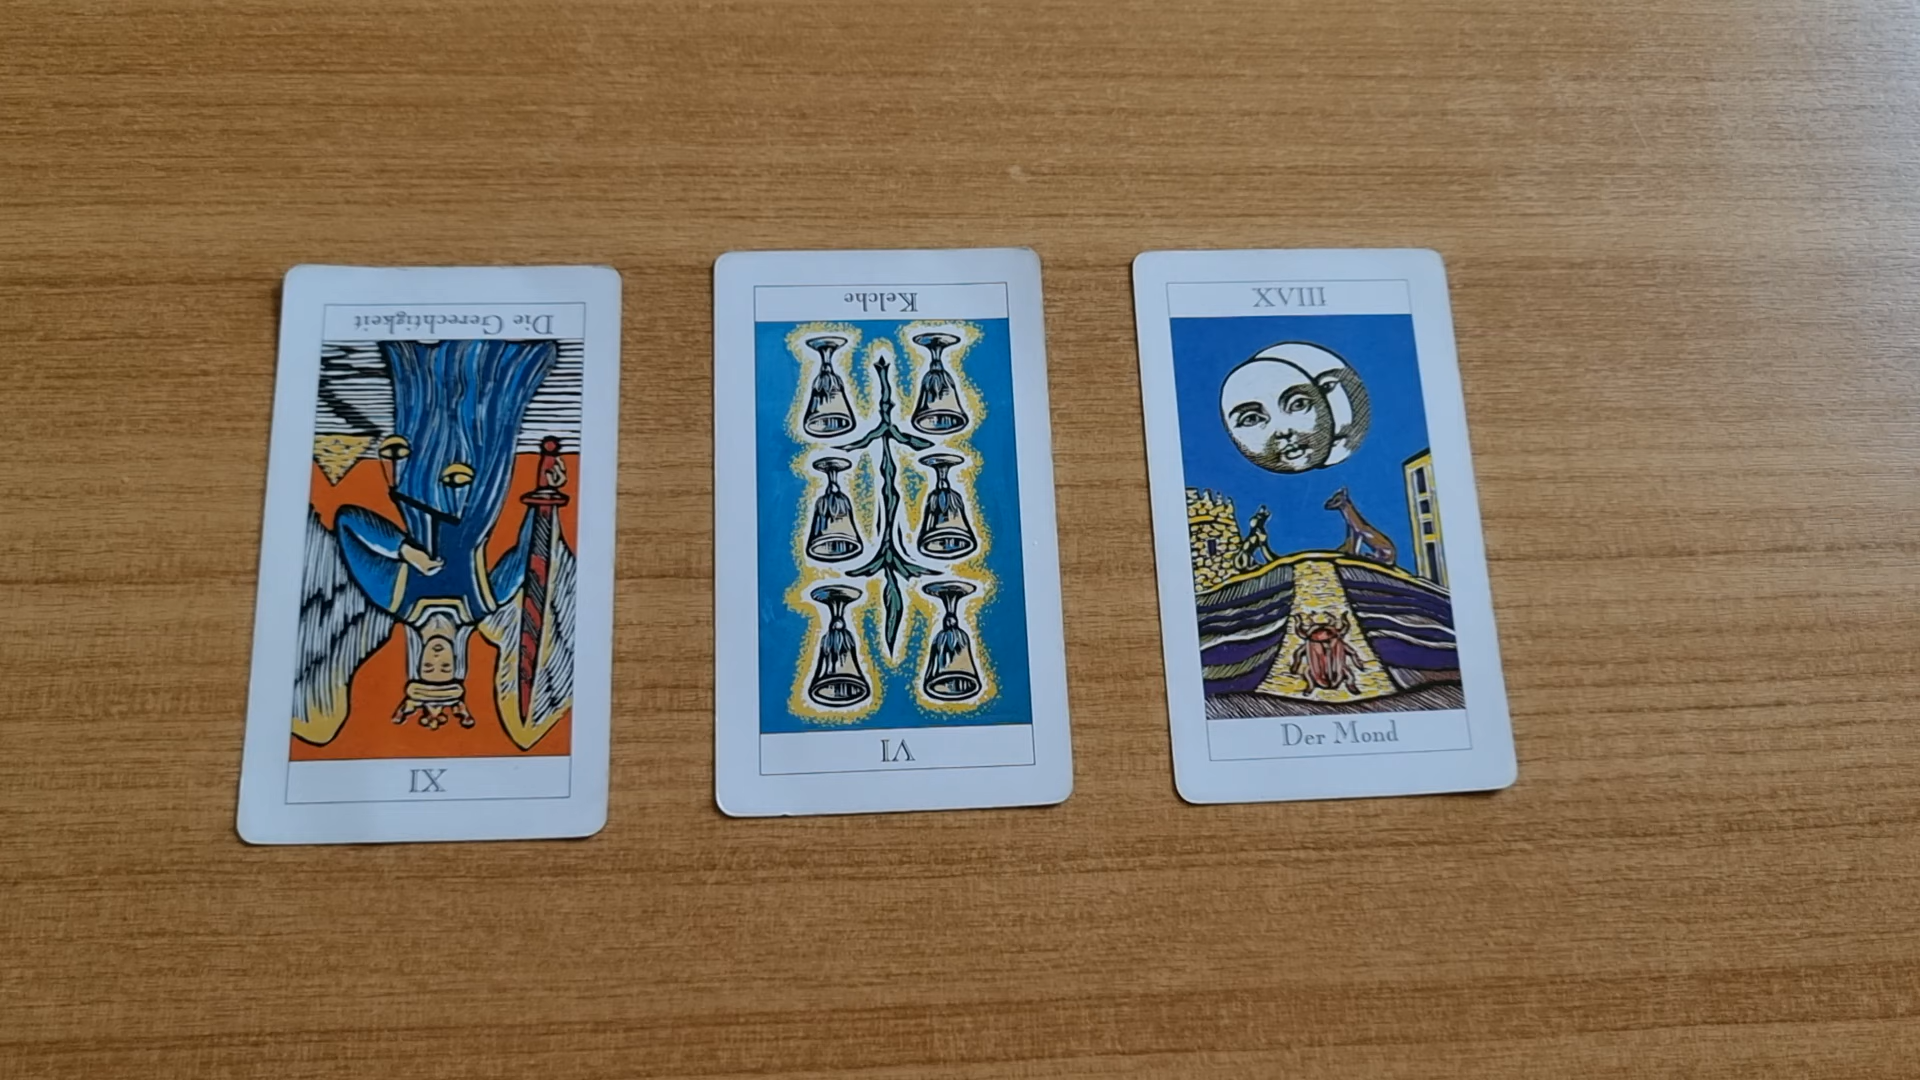 Die Gerechtigkeit
XI
Kelche
VI
XVIII
Der Mond